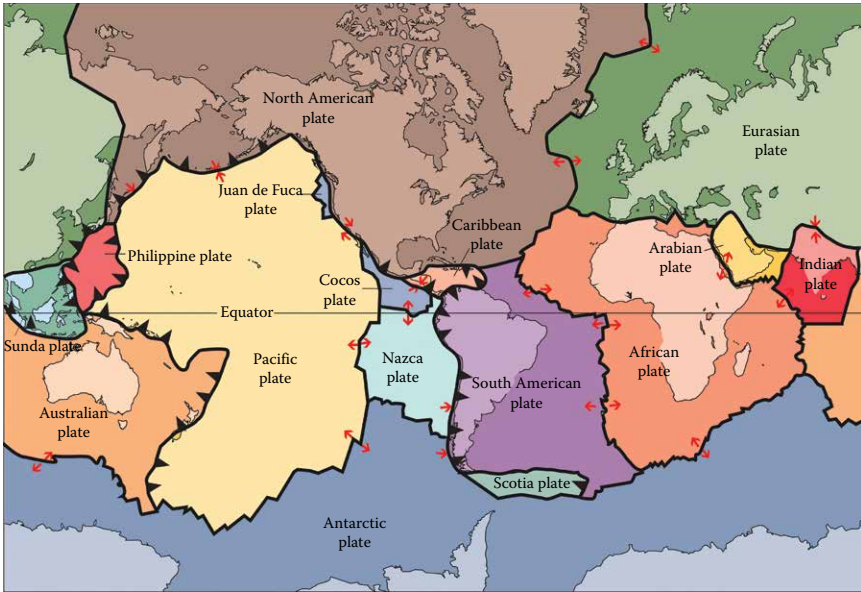 North American
plate
Eurasian
plate
Juan de Fuca
plate
Caribbean
plate
Philippine plate
Arabian
plate
Indian
plate
Cocos
plate
Equator
Sunda plate
Pacific
plate
Nazca
plate
African
plate
South American
plate
Australian
plate
Scotia plate
Antarctic
plate